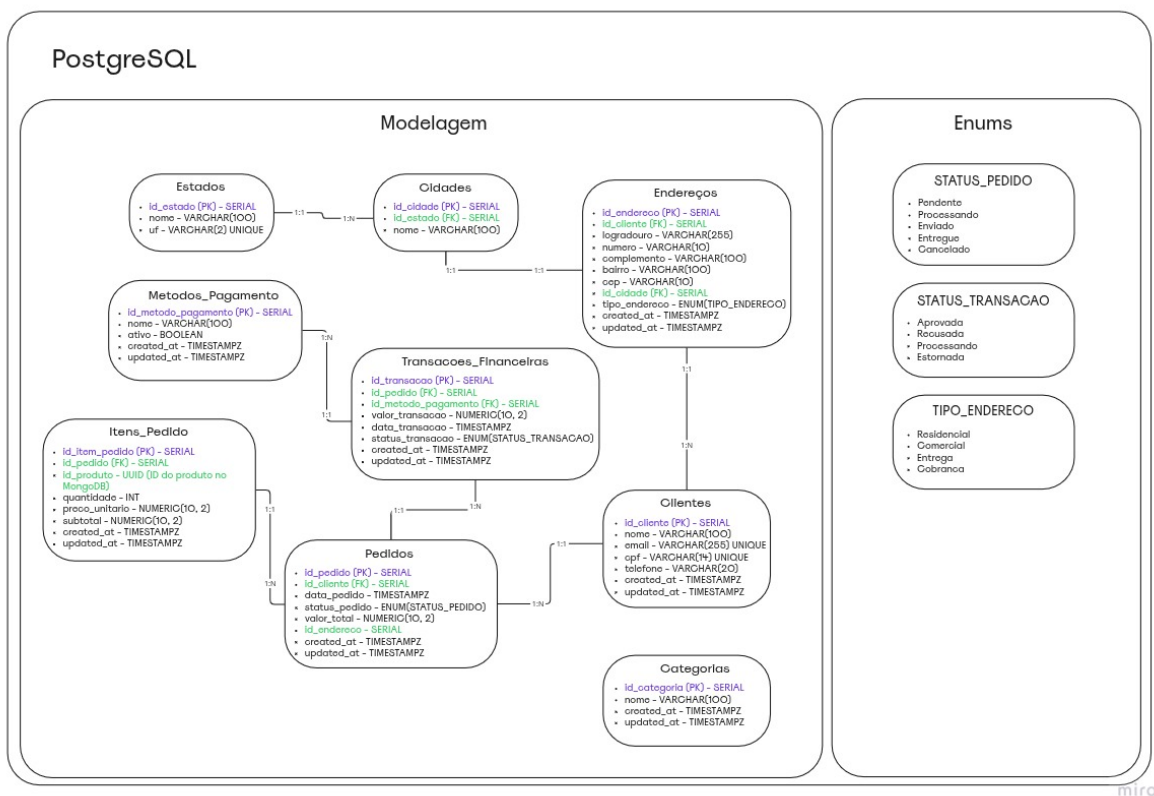 PostgreSQL
Modelagem
Estados
id_estado (PK) - SERIAL
nome - VARCHAR(100)
uf - VARCHAR(2) UNIQUE
1:1
1:N
Cidades
id_cidade (PK) - SERIAL
id_estado (FK) - SERIAL
nome - VARCHAR(100)
1:1
1:1
Endereços
id_endereco (PK) - SERIAL
id_cliente (FK) - SERIAL
logradouro - VARCHAR(255)
numero - VARCHAR(10)
complemento - VARCHAR(100)
bairro - VARCHAR(100)
cep - VARCHAR(10)
id_cidade (FK) - SERIAL
tipo_endereco - ENUM(TIPO_ENDERECO)
created_at - TIMESTAMPZ
updated_at - TIMESTAMPZ
Metodos_Pagamento
id_metodo_pagamento (PK) - SERIAL
nome - VARCHAR(100)
ativo - BOOLEAN
created_at - TIMESTAMPZ
updated_at - TIMESTAMPZ
1:N
1:1
Transacoes_Financeiras
id_transacao (PK) - SERIAL
id_pedido (FK) - SERIAL
id_metodo_pagamento (FK) - SERIAL
valor_transacao - NUMERIC(10, 2)
data_transacao - TIMESTAMPZ
status_transacao - ENUM(STATUS_TRANSACAO)
created_at - TIMESTAMPZ
updated_at - TIMESTAMPZ
1:1
1:N
Itens_Pedido
id_item_pedido (PK) - SERIAL
id_pedido (FK) - SERIAL
id_produto - UUID (ID do produto no
MongoDB)
quantidade - INT
preco_unitario - NUMERIC(10, 2)
subtotal - NUMERIC(10, 2)
created_at - TIMESTAMPZ
updated_at - TIMESTAMPZ
1:1
1:N
1:1
1:N
Pedidos
id_pedido (PK) - SERIAL
id_cliente (FK) - SERIAL
data_pedido - TIMESTAMPZ
status_pedido - ENUM(STATUS_PEDIDO)
valor_total - NUMERIC(10, 2)
id_endereco - SERIAL
created_at - TIMESTAMPZ
updated_at - TIMESTAMPZ
1:1
1:N
Clientes
id_cliente (PK) - SERIAL
nome - VARCHAR(100)
email - VARCHAR(255) UNIQUE
cpf - VARCHAR(14) UNIQUE
telefone - VARCHAR(20)
created_at - TIMESTAMPZ
updated_at - TIMESTAMPZ
Categorias
id_categoria (PK) - SERIAL
nome - VARCHAR(100)
created_at - TIMESTAMPZ
updated_at - TIMESTAMPZ
Enums
STATUS_PEDIDO
Pendente
Processando
Enviado
Entregue
Cancelado
STATUS_TRANSACAO
Aprovada
Recusada
Processando
Estornada
TIPO_ENDERECO
Residencial
Comercial
Entrega
Cobranca
miro